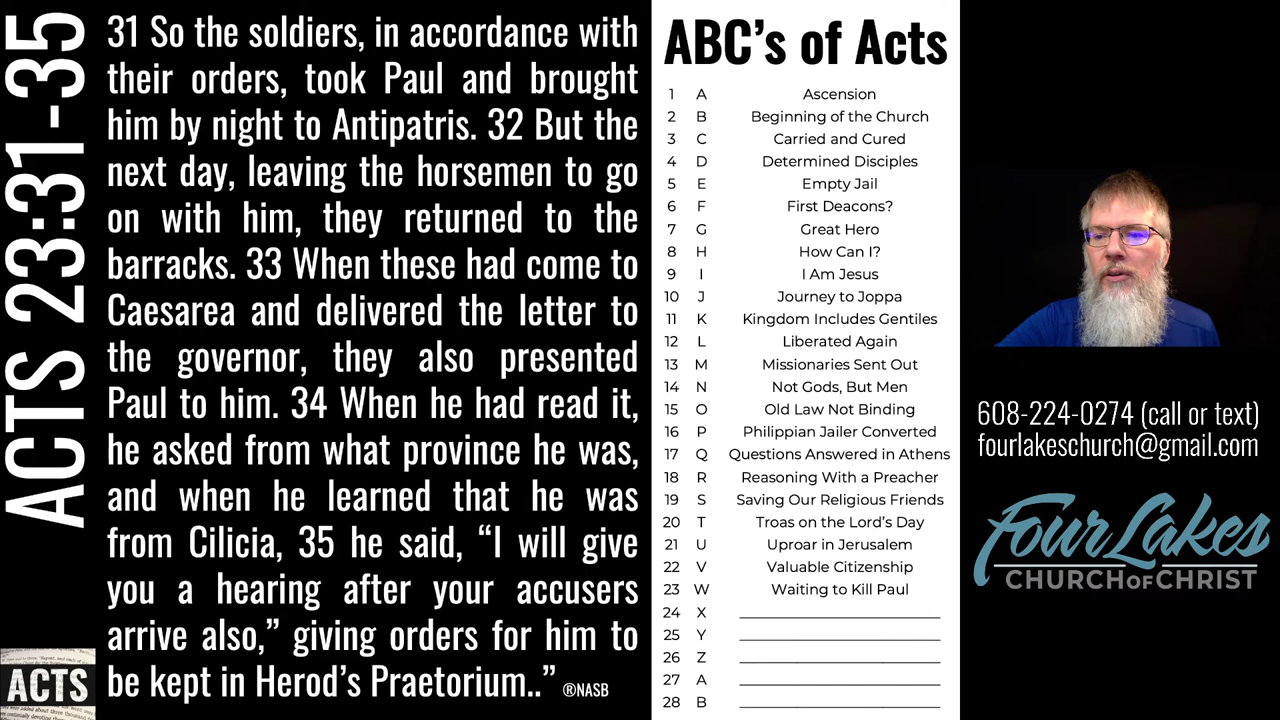 ACTS 23:31-35
31 So the soldiers, in accordance with
their orders, took Paul and brought
him by night to Antipatris. 32 But the
next day, leaving the horsemen to go
on with him, they returned to the
barracks. 33 When these had come to
Caesarea and delivered the letter to
the governor, they also presented
Paul to him. 34 When he had read it,
he asked from what province he was,
and when he learned that he was
from Cilicia, 35 he said, “I will give
you a hearing after your accusers
arrive also,” giving orders for him to
be kept in Herod’s Praetorium..” ®NASB
ACTS
ABC’s of Acts
1 A Ascension
2 B Beginning of the Church
3 C Carried and Cured
4 D Determined Disciples
5 E Empty Jail
6 F First Deacons?
7 G Great Hero
8 H How Can I?
9 I I Am Jesus
10 J Journey to Joppa
11 K Kingdom Includes Gentiles
12 L Liberated Again
13 M Missionaries Sent Out
14 N Not Gods, But Men
15 O Old Law Not Binding
16 P Philippian Jailer Converted
17 Q Questions Answered in Athens
18 R Reasoning With a Preacher
19 S Saving Our Religious Friends
20 T Troas on the Lord’s Day
21 U Uproar in Jerusalem
22 V Valuable Citizenship
23 W Waiting to Kill Paul
24 X
25 Y
26 Z
27 A
28 B
608-224-0274 (call or text)
fourlakeschurch@gmail.com
Four Lakes
CHURCH OF CHRIST